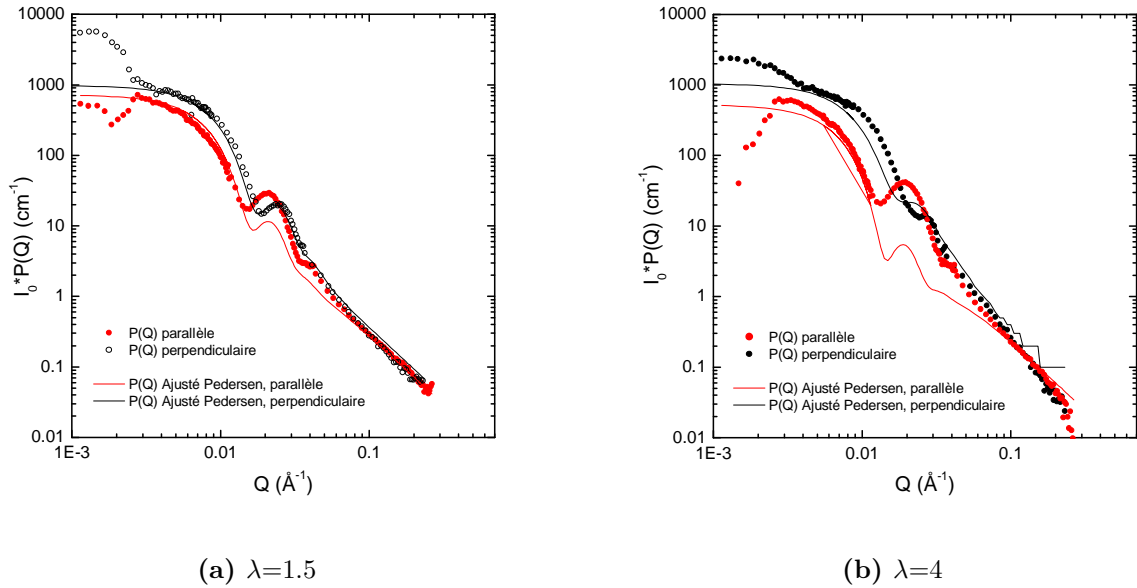 10000
1000
100
10
1
0.1
0.01
I₀*P(Q) (cm⁻¹)
P(Q) parallèle
P(Q) perpendiculaire
P(Q) Ajusté Pedersen, parallèle
P(Q) Ajusté Pedersen, perpendiculaire
1E-3 0.01 0.1
Q (Å⁻¹)
(a) λ=1.5
10000
1000
100
10
1
0.1
0.01
I₀*P(Q) (cm⁻¹)
P(Q) parallèle
P(Q) perpendiculaire
P(Q) Ajusté Pedersen, parallèle
P(Q) Ajusté Pedersen, perpendiculaire
1E-3 0.01 0.1
Q (Å⁻¹)
(b) λ=4